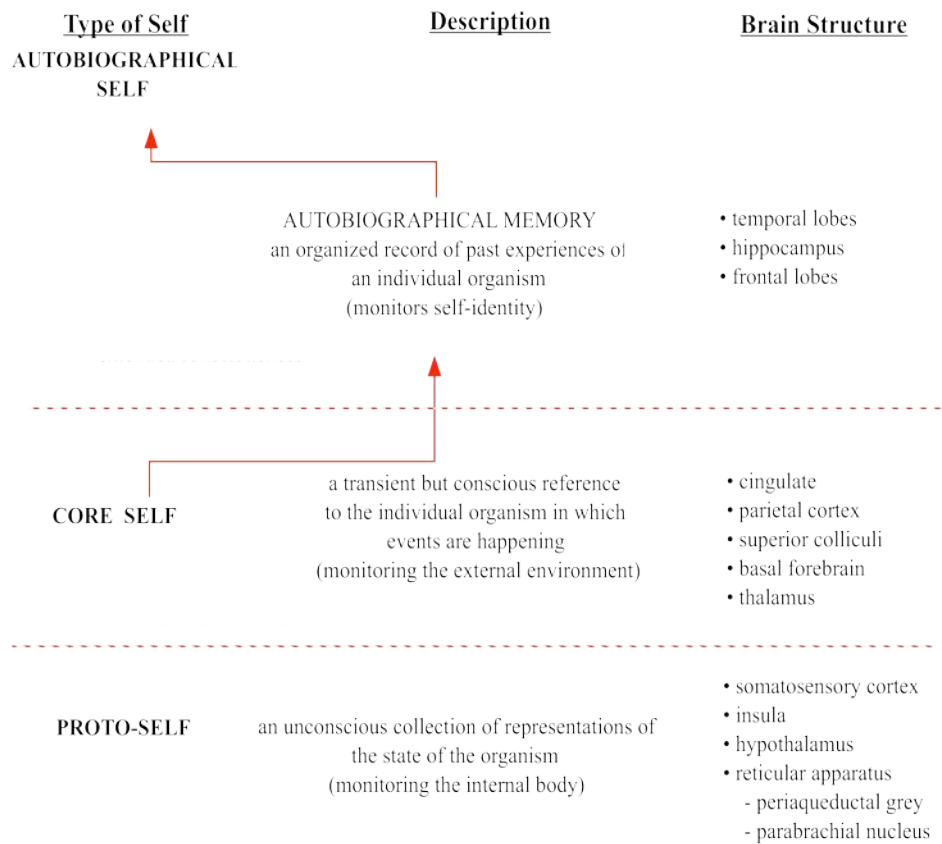 Type of Self
Description
Brain Structure
AUTOBIOGRAPHICAL
SELF
AUTOBIOGRAPHICAL MEMORY
an organized record of past experiences of
an individual organism
(monitors self-identity)
• temporal lobes
• hippocampus
• frontal lobes
CORE SELF
a transient but conscious reference
to the individual organism in which
events are happening
(monitoring the external environment)
• cingulate
• parietal cortex
• superior colliculi
• basal forebrain
• thalamus
PROTO-SELF
an unconscious collection of representations of
the state of the organism
(monitoring the internal body)
• somatosensory cortex
• insula
• hypothalamus
• reticular apparatus
- periaqueductal grey
- parabrachial nucleus